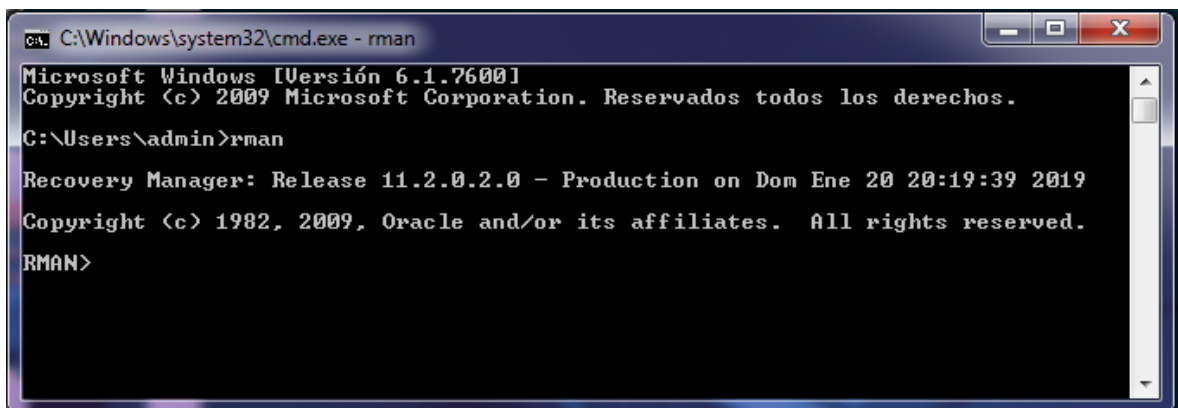 C:\Windows\system32\cmd.exe - rman
Microsoft Windows [Versión 6.1.7600]
Copyright (c) 2009 Microsoft Corporation. Reservados todos los derechos.
C:\Users\admin>rman
Recovery Manager: Release 11.2.0.2.0 - Production on Dom Ene 20 20:19:39 2019
Copyright (c) 1982, 2009, Oracle and/or its affiliates.  All rights reserved.
RMAN>